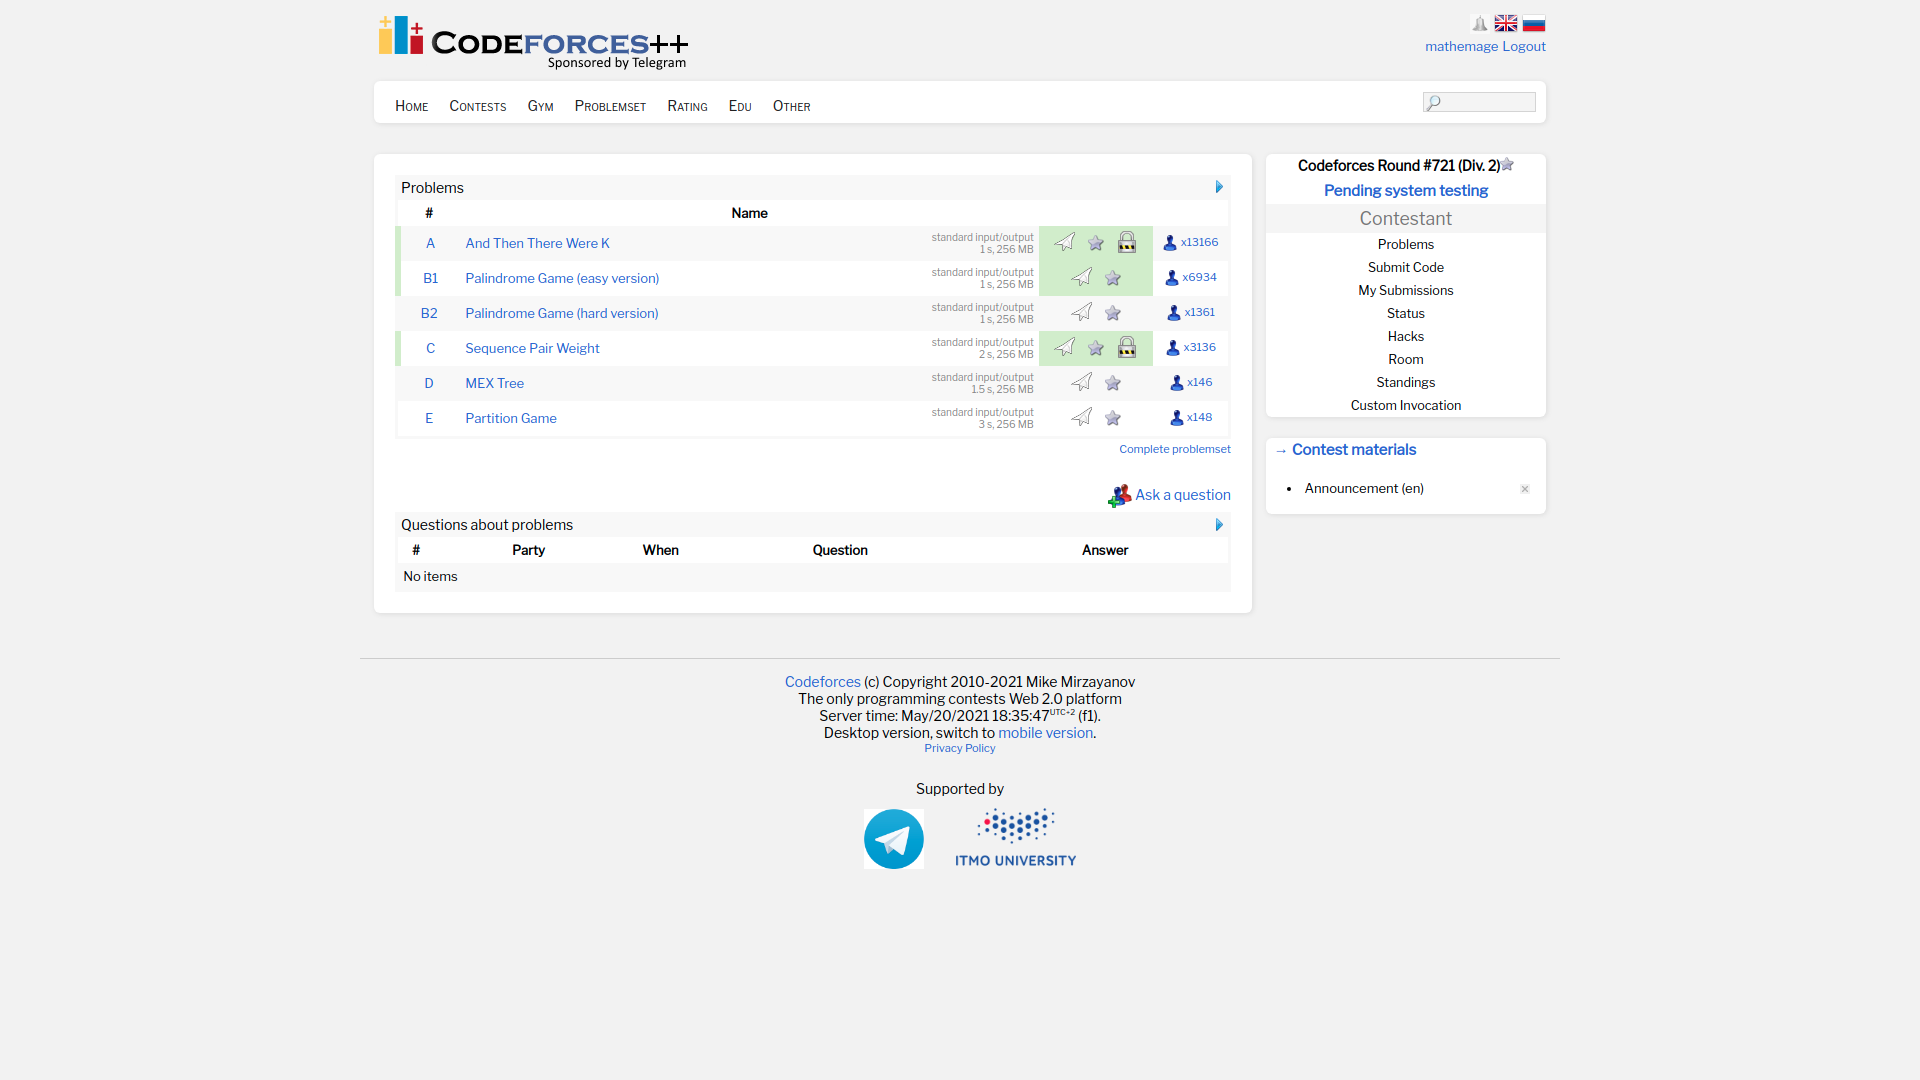 CODEFORCES++
Sponsored by Telegram
mathemage Logout
HOME CONTESTS GYM PROBLEMSET RATING EDU OTHER
Problems
# Name
A And Then There Were K standard input/output 1 s, 256 MB x13166
B1 Palindrome Game (easy version) standard input/output 1 s, 256 MB x6934
B2 Palindrome Game (hard version) standard input/output 1 s, 256 MB x1361
C Sequence Pair Weight standard input/output 2 s, 256 MB x3136
D MEX Tree standard input/output 1.5 s, 256 MB x146
E Partition Game standard input/output 3 s, 256 MB x148
Complete problemset
Ask a question
Questions about problems
# Party When Question Answer
No items
Codeforces Round #721 (Div. 2)
Pending system testing
Contestant
Problems
Submit Code
My Submissions
Status
Hacks
Room
Standings
Custom Invocation
→ Contest materials
• Announcement (en)
Codeforces (c) Copyright 2010-2021 Mike Mirzayanov
The only programming contests Web 2.0 platform
Server time: May/20/2021 18:35:47UTC+2 (f1).
Desktop version, switch to mobile version.
Privacy Policy
Supported by
ITMO UNIVERSITY